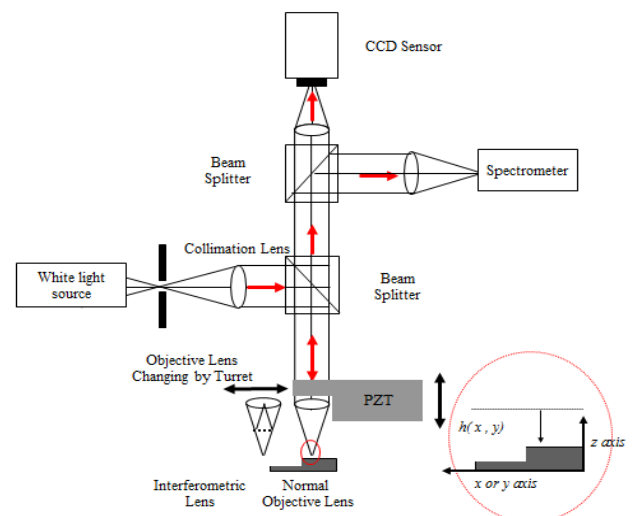 CCD Sensor
Beam
Splitter
Spectrometer
Collimation Lens
White light
source
Beam
Splitter
Objective Lens
Changing by Turret
PZT
h( x , y)
z axis
x or y axis
Interferometric
Lens
Normal
Objective Lens